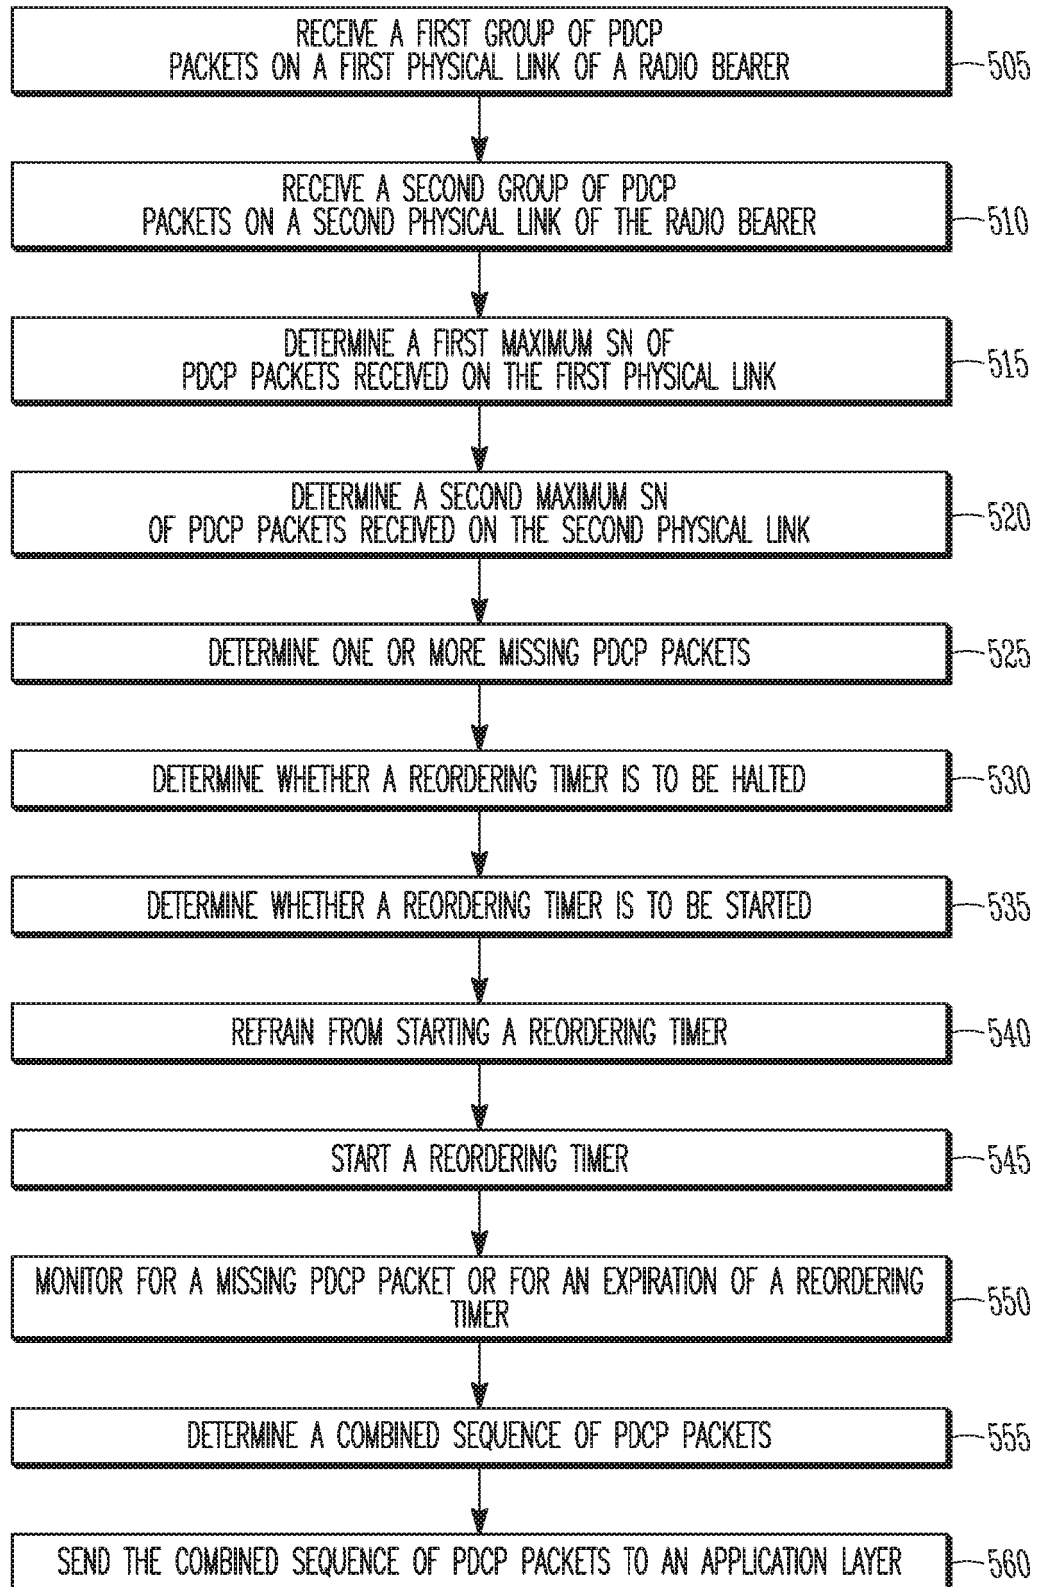 RECEIVE A FIRST GROUP OF PDCP
PACKETS ON A FIRST PHYSICAL LINK OF A RADIO BEARER
505
RECEIVE A SECOND GROUP OF PDCP
PACKETS ON A SECOND PHYSICAL LINK OF THE RADIO BEARER
510
DETERMINE A FIRST MAXIMUM SN OF
PDCP PACKETS RECEIVED ON THE FIRST PHYSICAL LINK
515
DETERMINE A SECOND MAXIMUM SN
OF PDCP PACKETS RECEIVED ON THE SECOND PHYSICAL LINK
520
DETERMINE ONE OR MORE MISSING PDCP PACKETS
525
DETERMINE WHETHER A REORDERING TIMER IS TO BE HALTED
530
DETERMINE WHETHER A REORDERING TIMER IS TO BE STARTED
535
REFRAIN FROM STARTING A REORDERING TIMER
540
START A REORDERING TIMER
545
MONITOR FOR A MISSING PDCP PACKET OR FOR AN EXPIRATION OF A REORDERING
TIMER
550
DETERMINE A COMBINED SEQUENCE OF PDCP PACKETS
555
SEND THE COMBINED SEQUENCE OF PDCP PACKETS TO AN APPLICATION LAYER
560